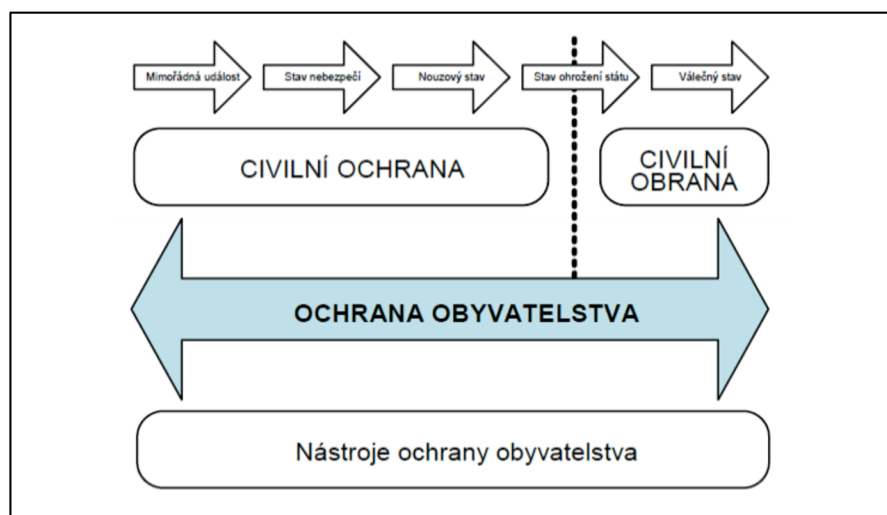 Mimořádná událost
Stav nebezpečí
Nouzový stav
Stav ohrožení státu
Válečný stav
CIVILNÍ OCHRANA
CIVILNÍ
OBRANA
OCHRANA OBYVATELSTVA
Nástroje ochrany obyvatelstva